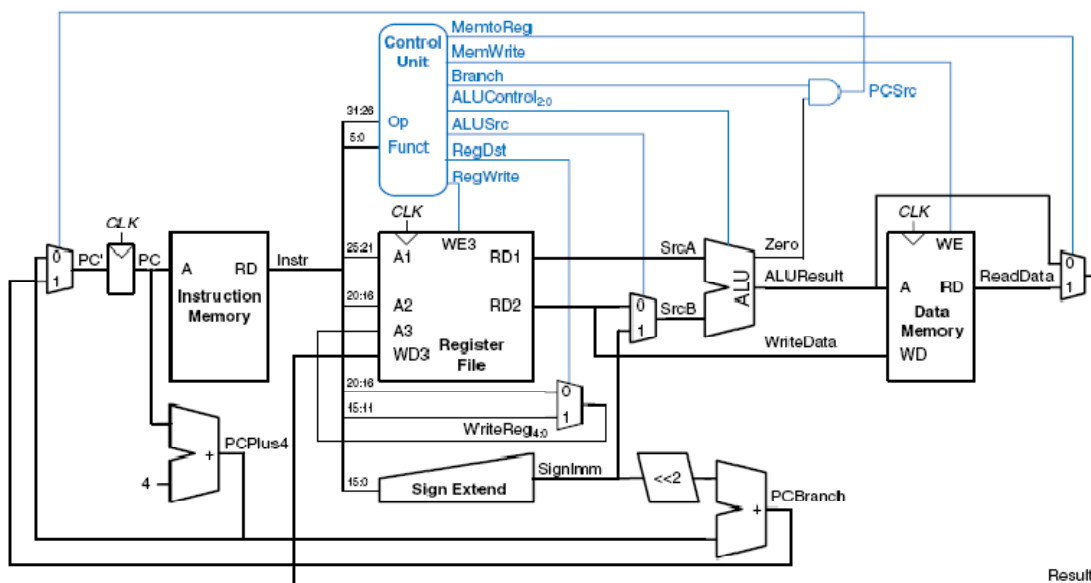 MemtoReg
Control
Unit
MemWrite
Branch
ALUControl2:0
PCSrc
31:26
Op
ALUSrc
5:0
Funct
RegDst
RegWrite
CLK
CLK
CLK
0
1
PC'
PC
A RD
Instruction
Memory
Instr
25:21
A1
WE3
RD1
SrcA
Zero
WE
0
1
20:16
A2
RD2
0
1
SrcB
ALU
ALUResult
A RD
ReadData
Data
Memory
A3
WD3
Register
File
WriteData
WD
20:16
0
15:11
1
WriteReg4:0
PCPlus4
+
4
SignImm
15:0
Sign Extend
<<2
+
PCBranch
Result